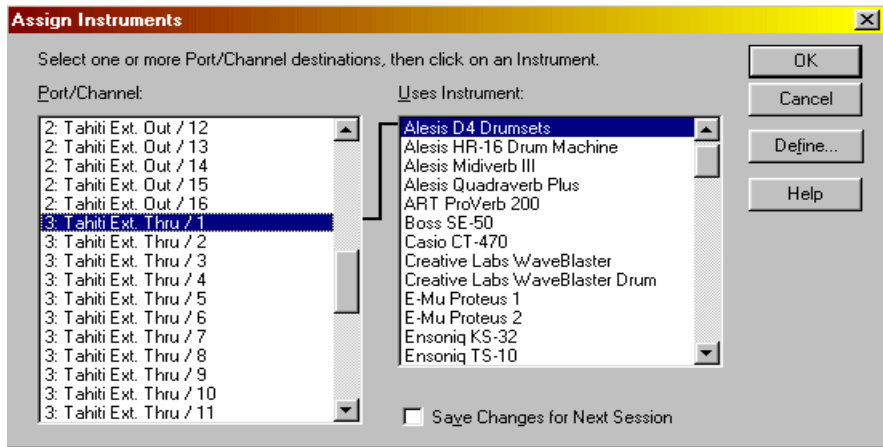 Assign Instruments
Select one or more Port/Channel destinations, then click on an Instrument.
Port/Channel:
2: Tahiti Ext. Out / 12
2: Tahiti Ext. Out / 13
2: Tahiti Ext. Out / 14
2: Tahiti Ext. Out / 15
2: Tahiti Ext. Out / 16
3: Tahiti Ext. Thru / 1
3: Tahiti Ext. Thru / 2
3: Tahiti Ext. Thru / 3
3: Tahiti Ext. Thru / 4
3: Tahiti Ext. Thru / 5
3: Tahiti Ext. Thru / 6
3: Tahiti Ext. Thru / 7
3: Tahiti Ext. Thru / 8
3: Tahiti Ext. Thru / 9
3: Tahiti Ext. Thru / 10
3: Tahiti Ext. Thru / 11
Uses Instrument:
Alesis D4 Drumsets
Alesis HR-16 Drum Machine
Alesis Midiverb III
Alesis Quadraverb Plus
ART ProVerb 200
Boss SE-50
Casio CT-470
Creative Labs WaveBlaster
Creative Labs WaveBlaster Drum
E-Mu Proteus 1
E-Mu Proteus 2
Ensoniq KS-32
Ensoniq TS-10
Save Changes for Next Session
OK
Cancel
Define...
Help